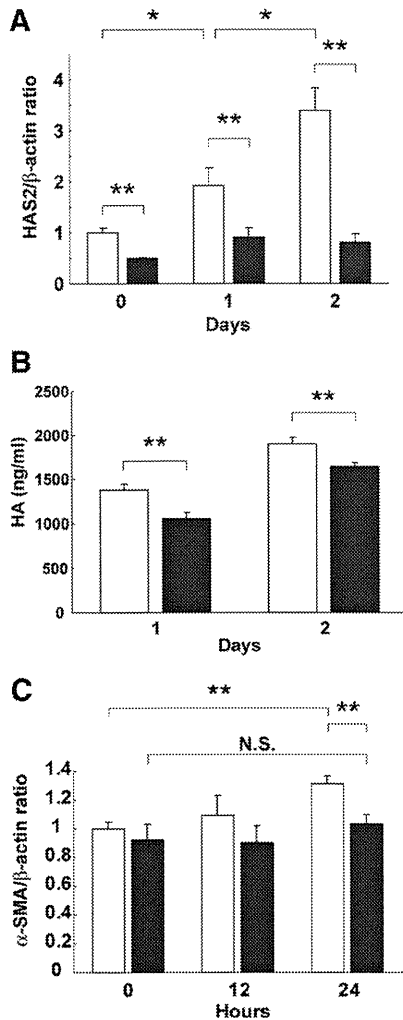 A
* *
**
**
**
HAS2/β-actin ratio
4
3
2
1
0
0 1 2
Days
B
2500
2000
1500
1000
500
0
HA (ng/ml)
** **
1 2
Days
C
**
**
N.S.
α-SMA/β-actin ratio
1.4
1.2
1
0.8
0.6
0.4
0.2
0
0 12 24
Hours